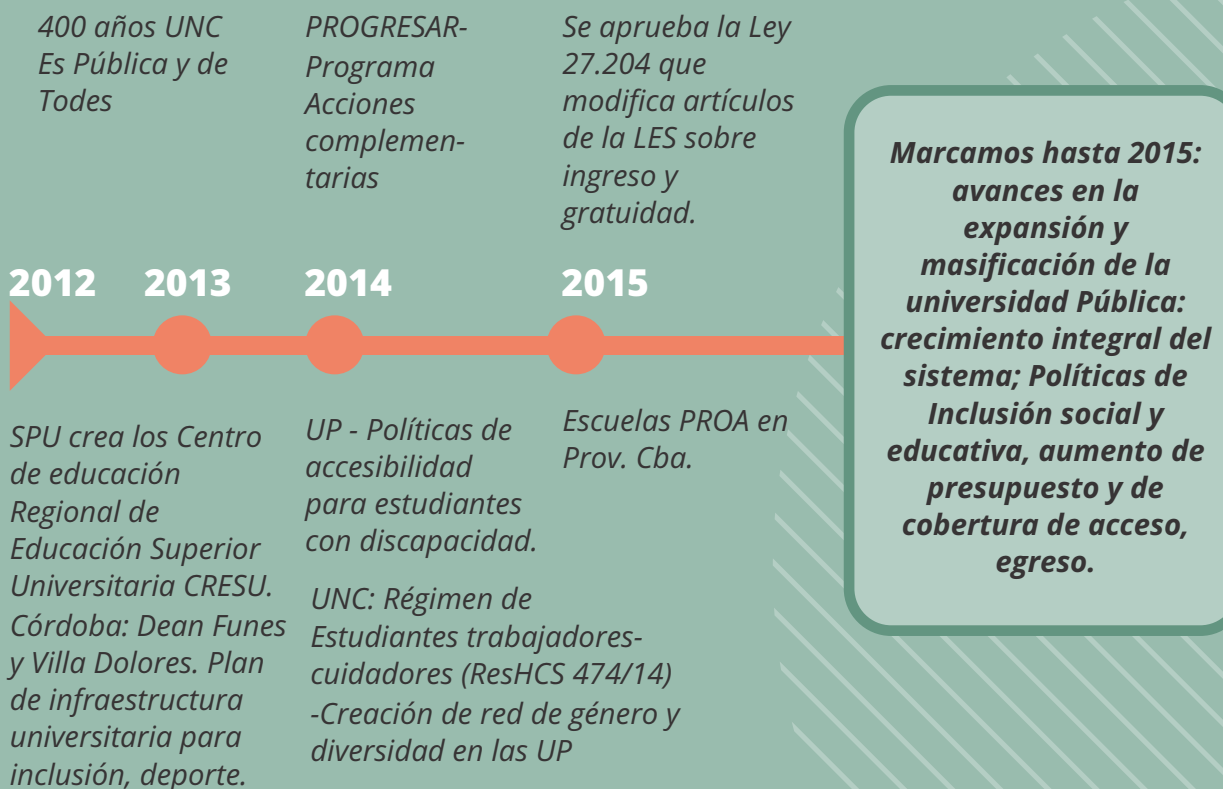 400 años UNC
Es Pública y de
Todes
PROGRESAR-
Programa
Acciones
complemen-
tarias
Se aprueba la Ley
27.204 que
modifica artículos
de la LES sobre
ingreso y
gratuidad.
2012
2013
2014
2015
SPU crea los Centro
de educación
Regional de
Educación Superior
Universitaria CRESU.
Córdoba: Dean Funes
y Villa Dolores. Plan
de infraestructura
universitaria para
inclusión, deporte.
UP - Políticas de
accesibilidad
para estudiantes
con discapacidad.
UNC: Régimen de
Estudiantes trabajadores-
cuidadores (ResHCS 474/14)
-Creación de red de género y
diversidad en las UP
Escuelas PROA en
Prov. Cba.
Marcamos hasta 2015:
avances en la
expansión y
masificación de la
universidad Pública:
crecimiento integral del
sistema; Políticas de
Inclusión social y
educativa, aumento de
presupuesto y de
cobertura de acceso,
egreso.